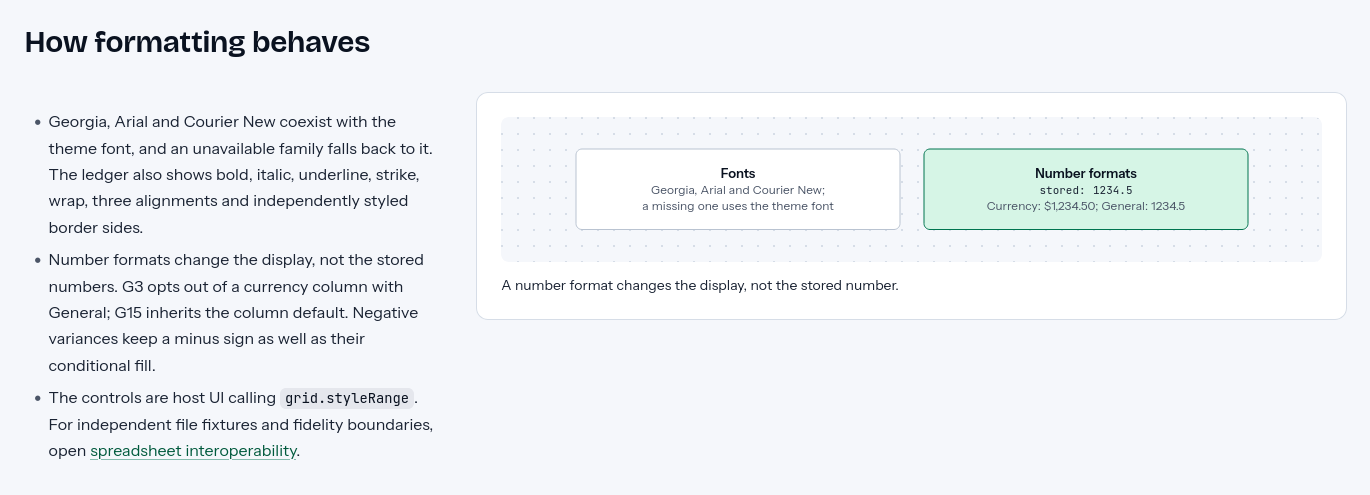 How formatting behaves
Georgia, Arial and Courier New coexist with the
theme font, and an unavailable family falls back to it.
The ledger also shows bold, italic, underline, strike,
wrap, three alignments and independently styled
border sides.
Number formats change the display, not the stored
numbers. G3 opts out of a currency column with
General; G15 inherits the column default. Negative
variances keep a minus sign as well as their
conditional fill.
The controls are host UI calling grid.styleRange.
For independent file fixtures and fidelity boundaries,
open spreadsheet interoperability.
Fonts
Georgia, Arial and Courier New;
a missing one uses the theme font
Number formats
stored: 1234.5
Currency: $1,234.50; General: 1234.5
A number format changes the display, not the stored number.